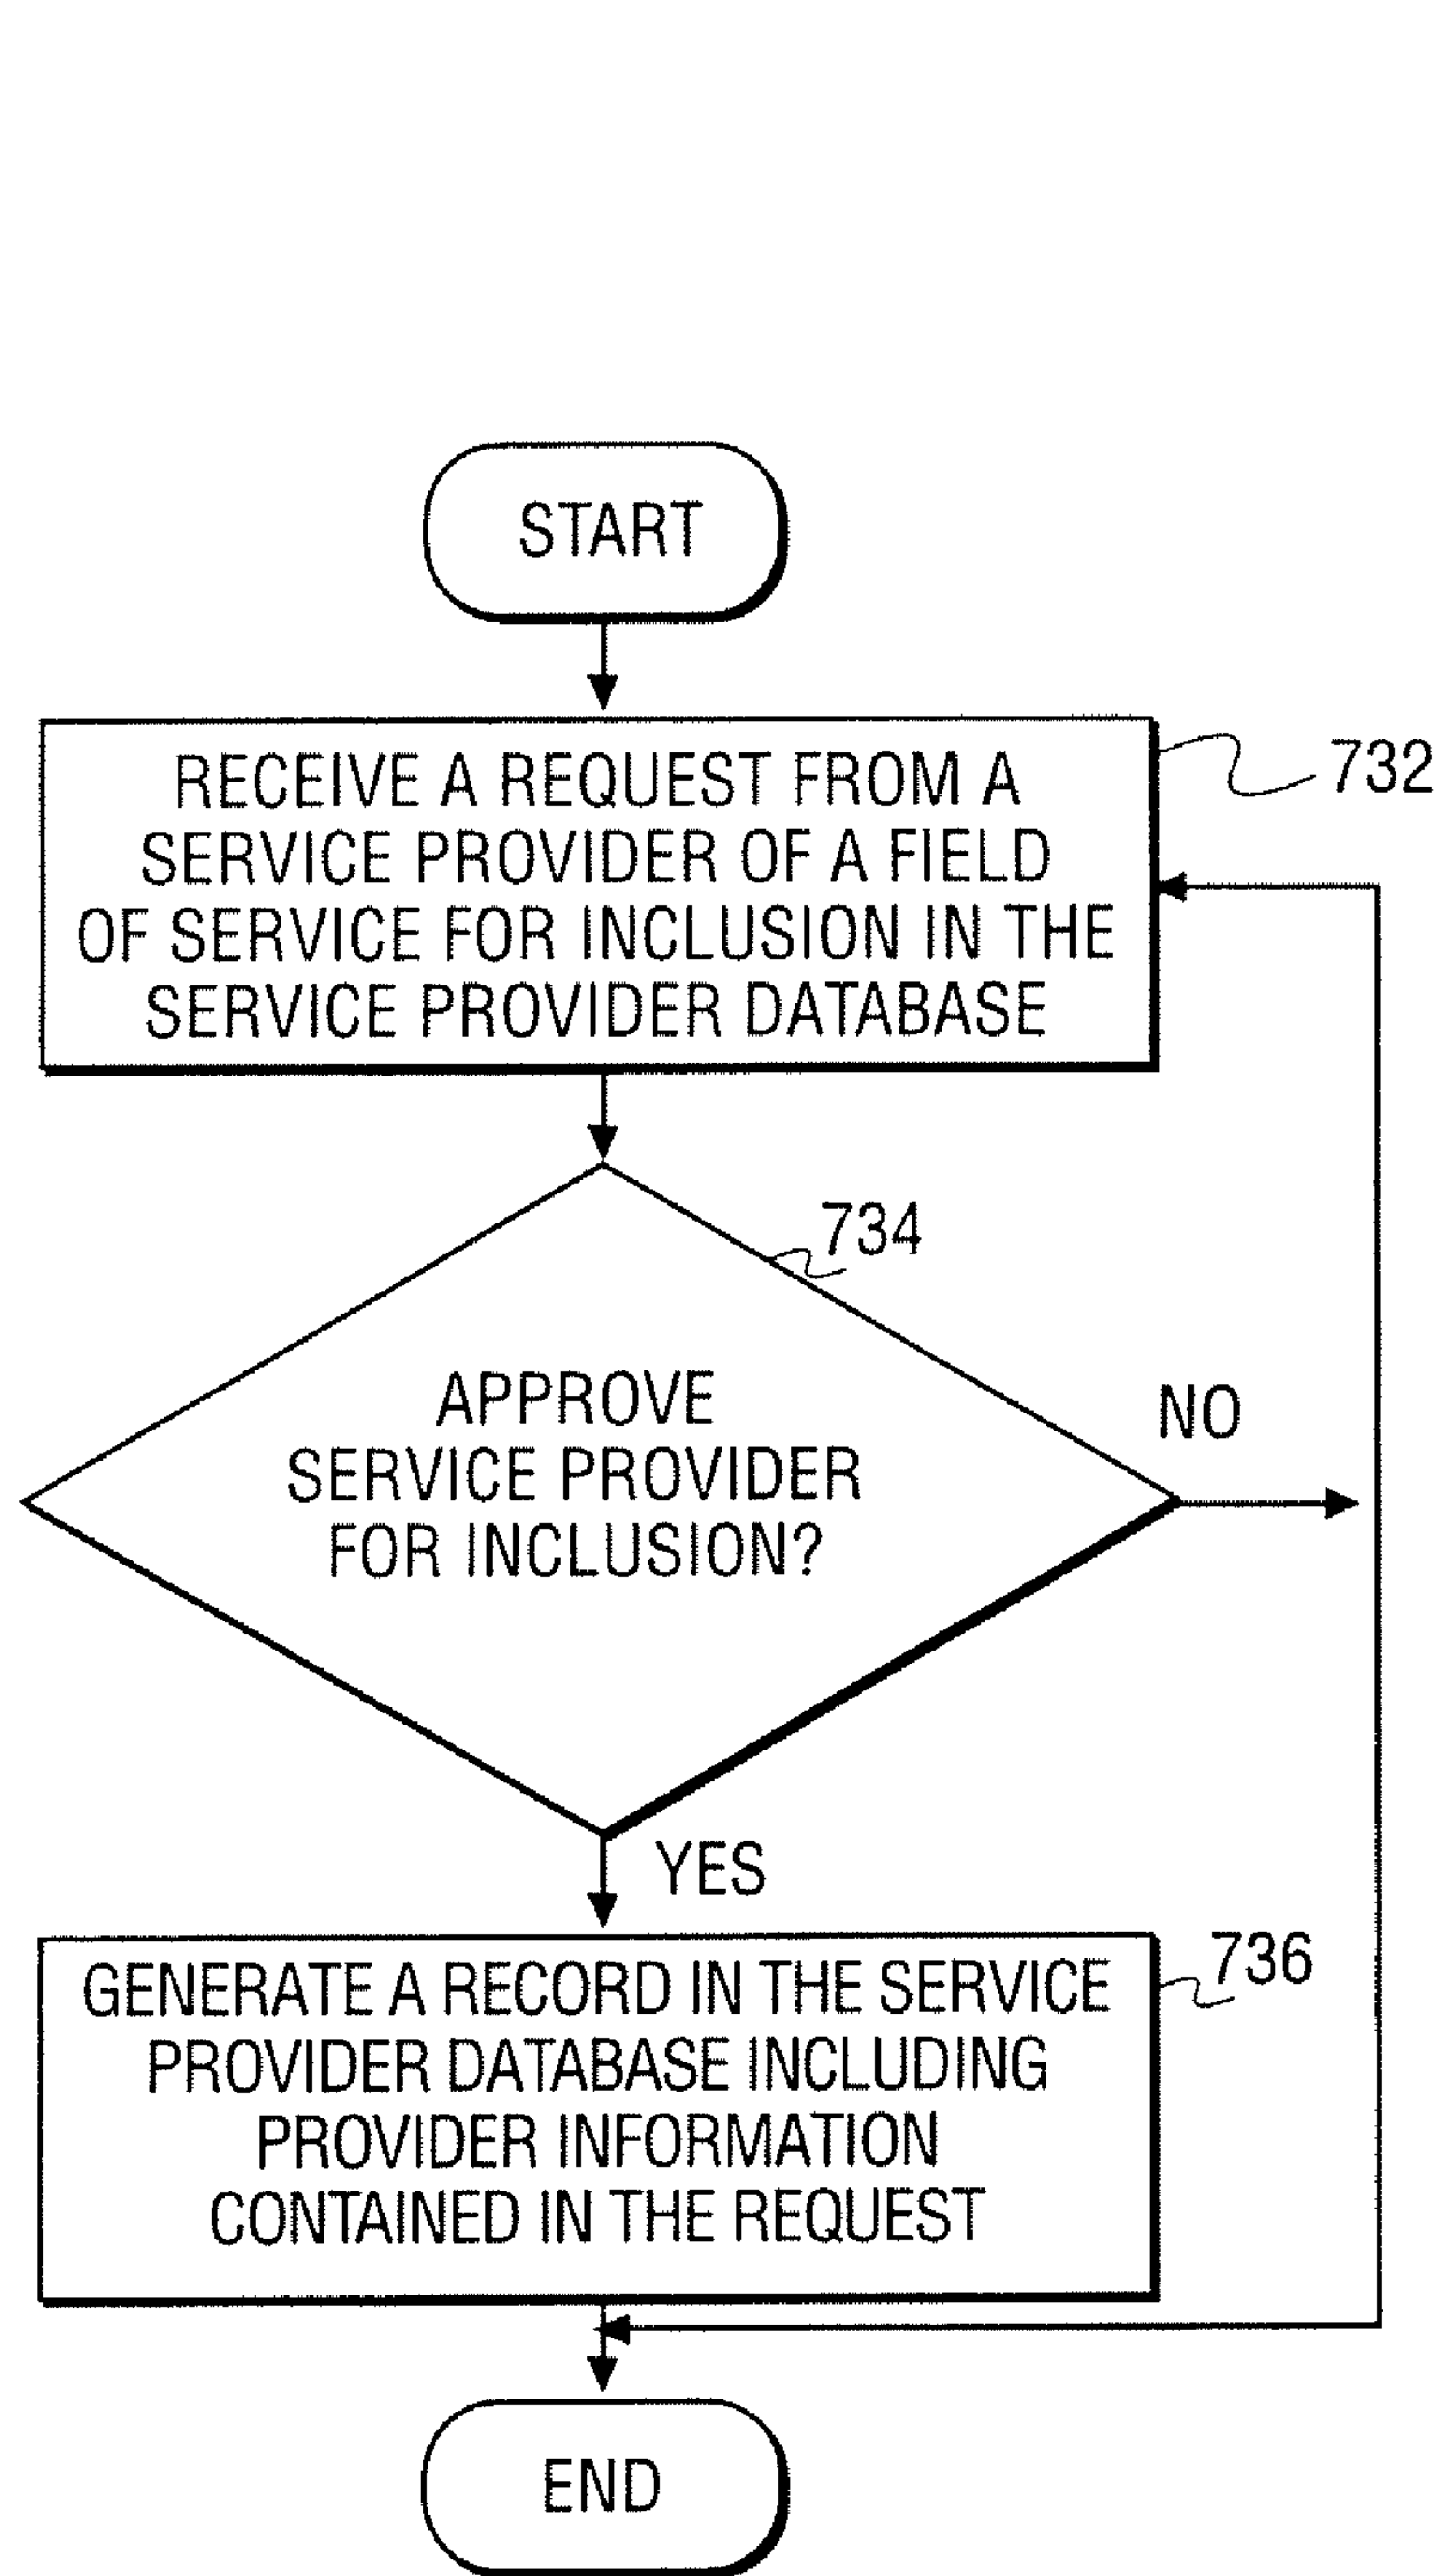 START
RECEIVE A REQUEST FROM A
SERVICE PROVIDER OF A FIELD
OF SERVICE FOR INCLUSION IN THE
SERVICE PROVIDER DATABASE
732
734
APPROVE
SERVICE PROVIDER
FOR INCLUSION?
NO
YES
GENERATE A RECORD IN THE SERVICE
PROVIDER DATABASE INCLUDING
PROVIDER INFORMATION
CONTAINED IN THE REQUEST
736
END